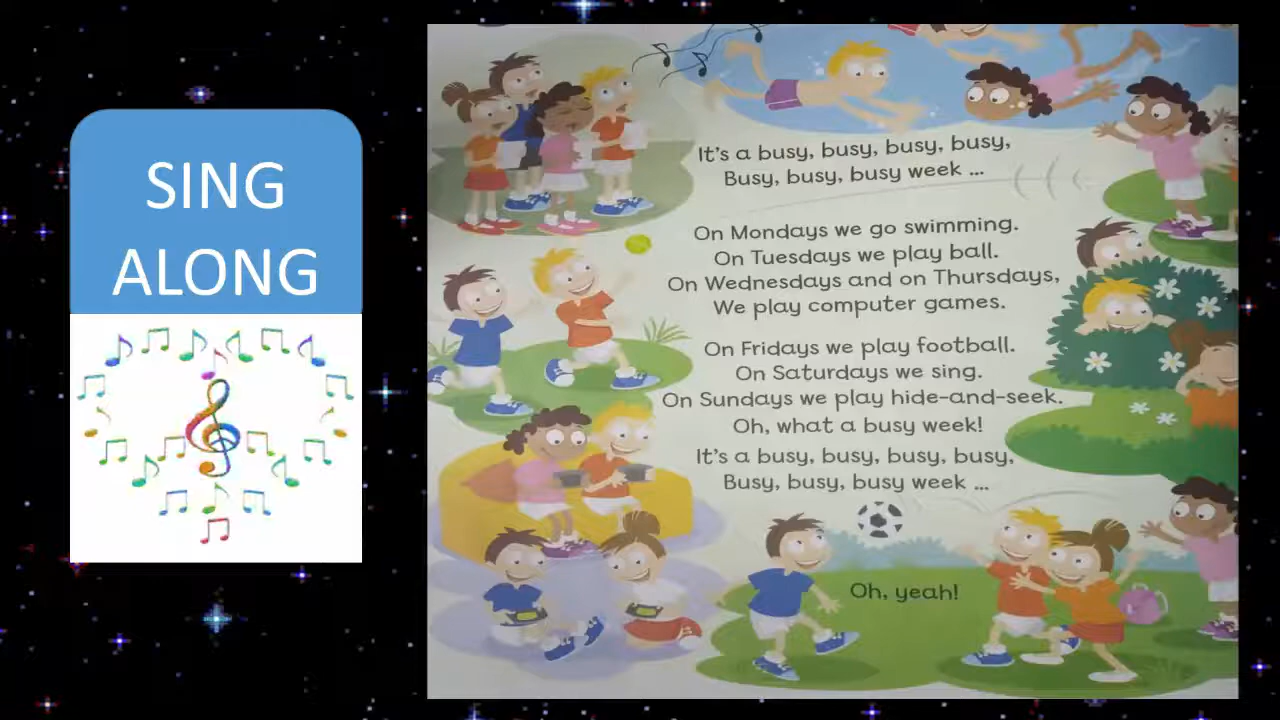 SING
ALONG
It's a busy, busy, busy, busy,
Busy, busy, busy week ...
On Mondays we go swimming.
On Tuesdays we play ball.
On Wednesdays and on Thursdays,
We play computer games.
On Fridays we play football.
On Saturdays we sing.
On Sundays we play hide-and-seek.
Oh, what a busy week!
It's a busy, busy, busy, busy,
Busy, busy, busy week ...
Oh, yeah!